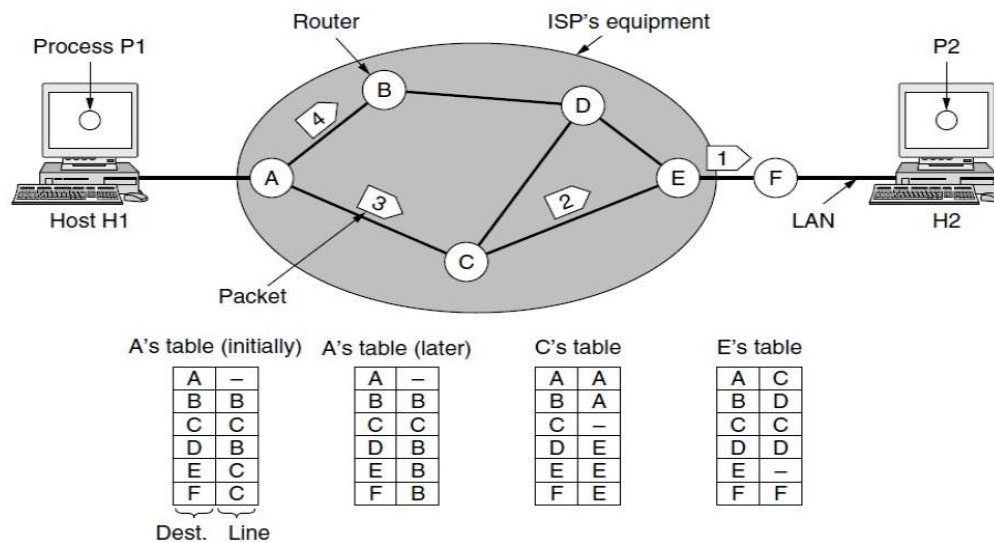 Router
ISP's equipment
Process P1
P2
B
D
4
1
A
E
F
3
2
Host H1
LAN
H2
C
Packet
A's table (initially) A's table (later) C's table E's table
A – A – A A A C
B B B B B A B D
C C C C C – C C
D B D B D E D D
E C E B E E E –
F C F B F E F F
Dest. Line